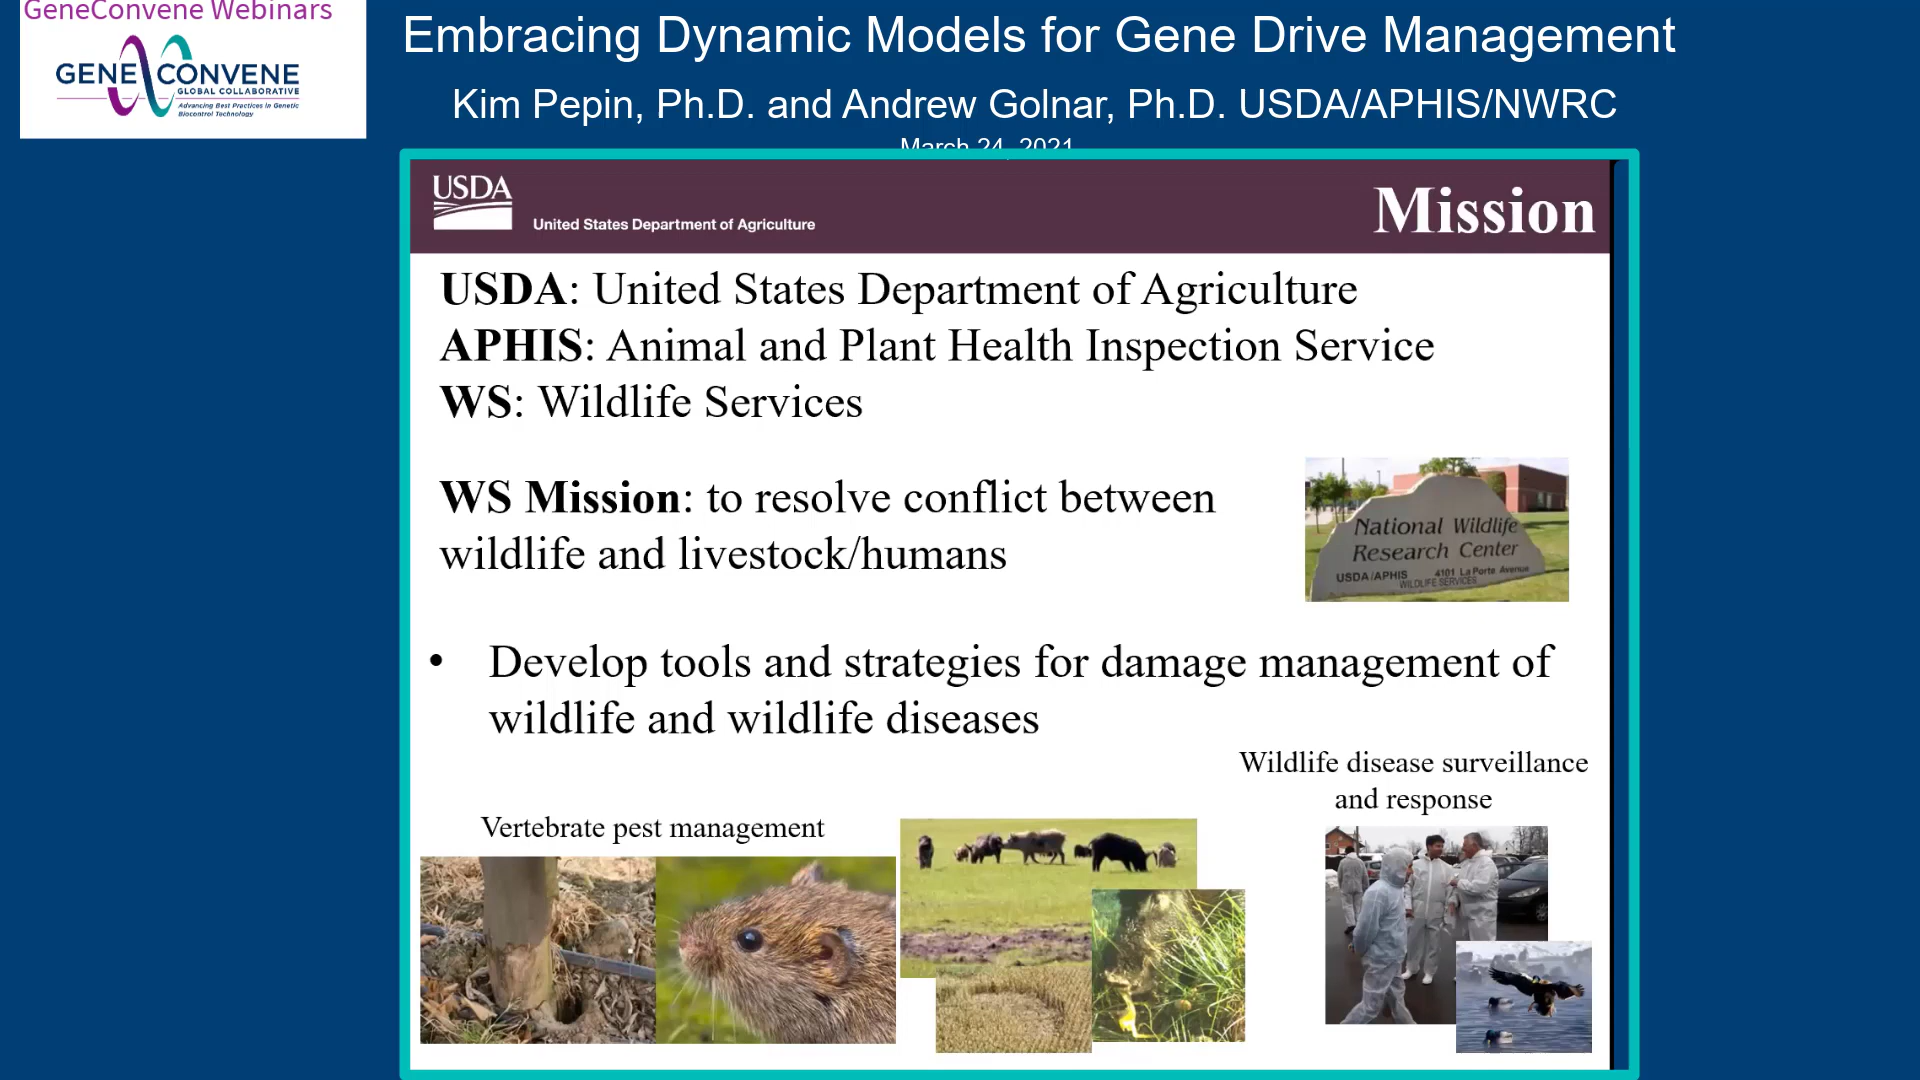 GeneConvene Webinars
GENE CONVENE
GLOBAL COLLABORATIVE
Advancing Best Practices in Genetic
Biocontrol Technology
Embracing Dynamic Models for Gene Drive Management
Kim Pepin, Ph.D. and Andrew Golnar, Ph.D. USDA/APHIS/NWRC
March 24, 2021
USDA
United States Department of Agriculture
Mission
USDA: United States Department of Agriculture
APHIS: Animal and Plant Health Inspection Service
WS: Wildlife Services
WS Mission: to resolve conflict between
wildlife and livestock/humans
National Wildlife
Research Center
USDA/APHIS 4101 La Porte Avenue
WILDLIFE SERVICES
• Develop tools and strategies for damage management of
wildlife and wildlife diseases
Vertebrate pest management
Wildlife disease surveillance
and response